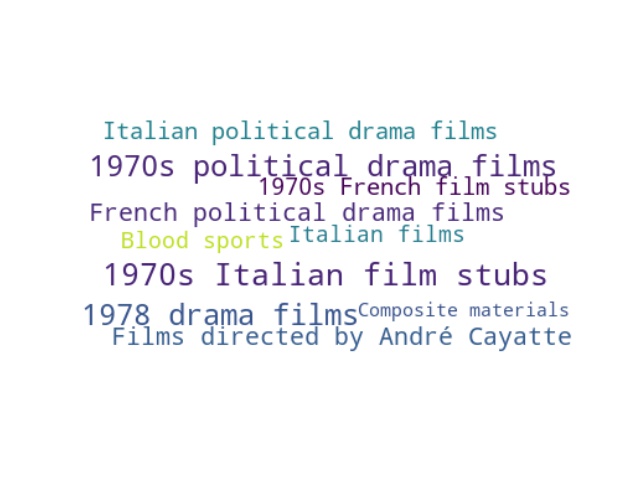 Italian political drama films
1970s political drama films
1970s French film stubs
French political drama films
Blood sports
Italian films
1970s Italian film stubs
1978 drama films
Composite materials
Films directed by André Cayatte